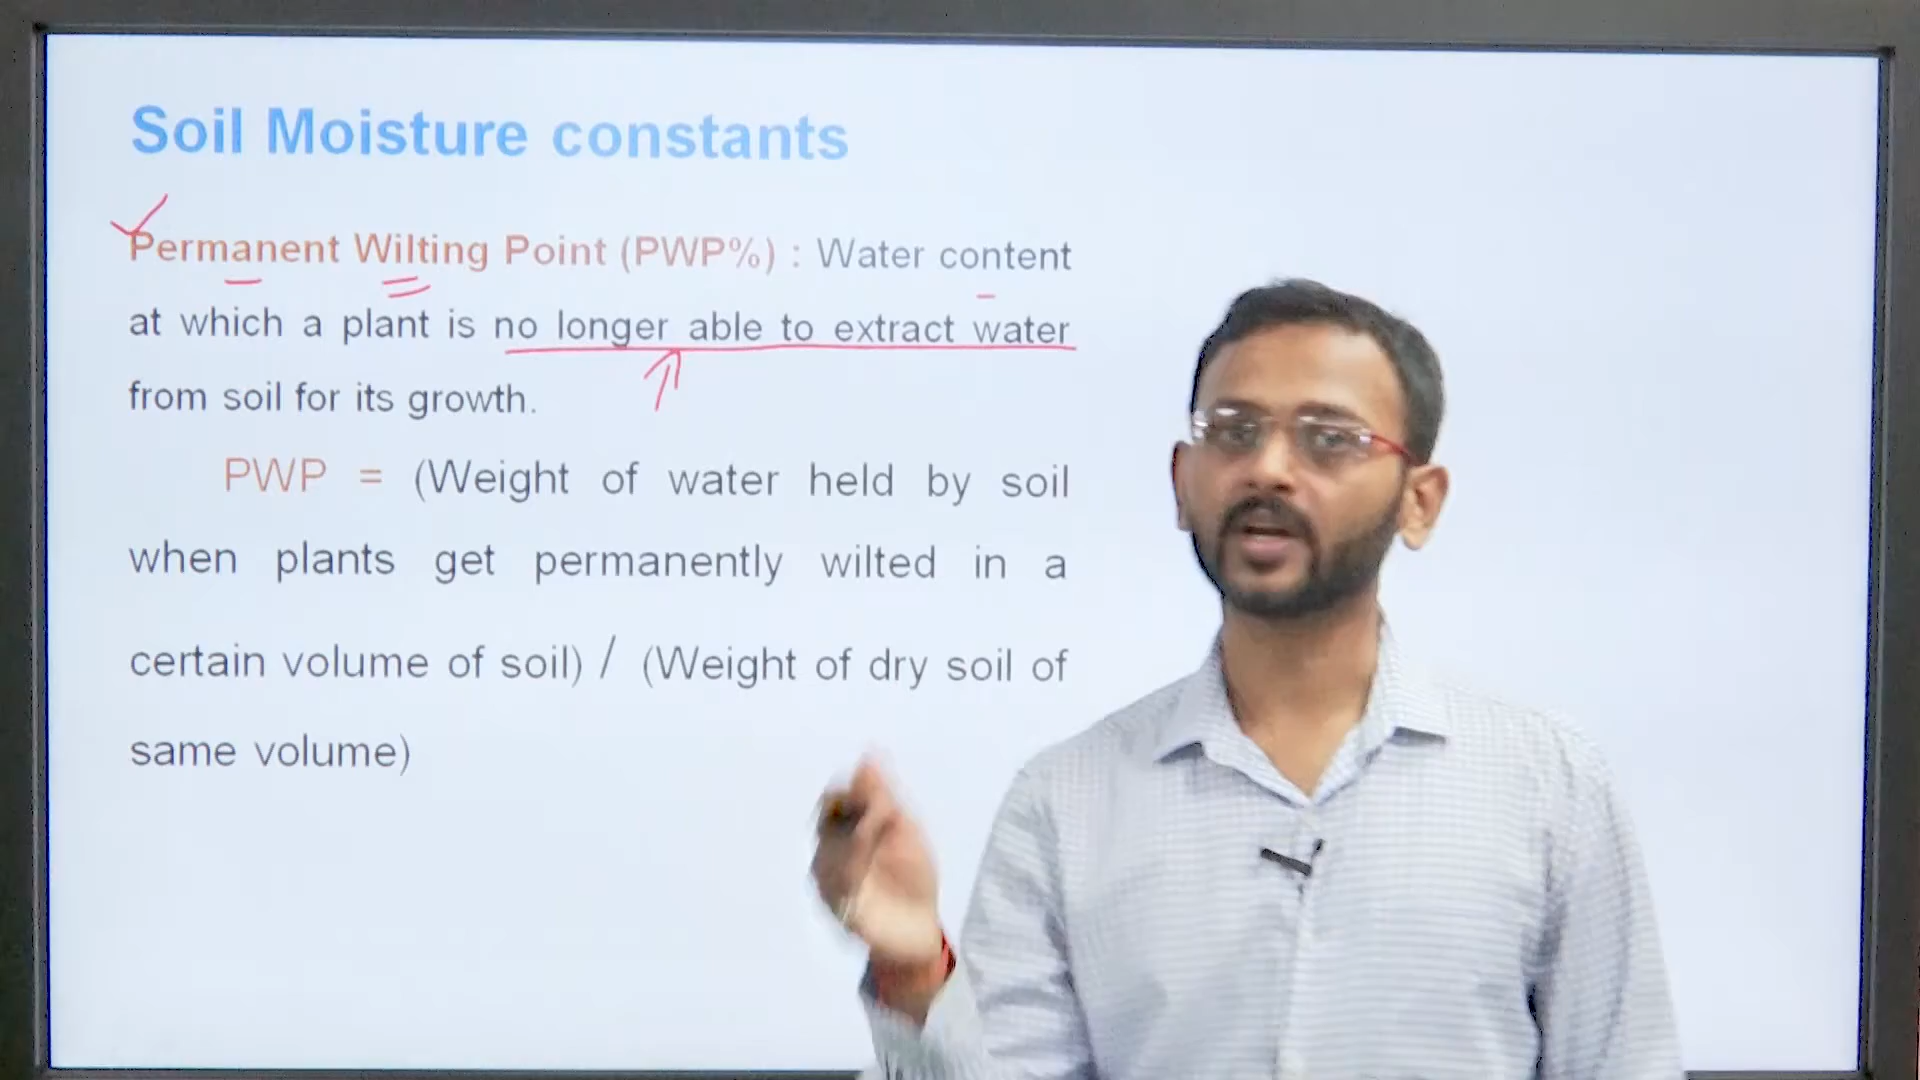 Soil Moisture constants
Permanent Wilting Point (PWP%) : Water content
at which a plant is no longer able to extract water
from soil for its growth.
PWP = (Weight of water held by soil
when plants get permanently wilted in a
certain volume of soil) / (Weight of dry soil of
same volume)